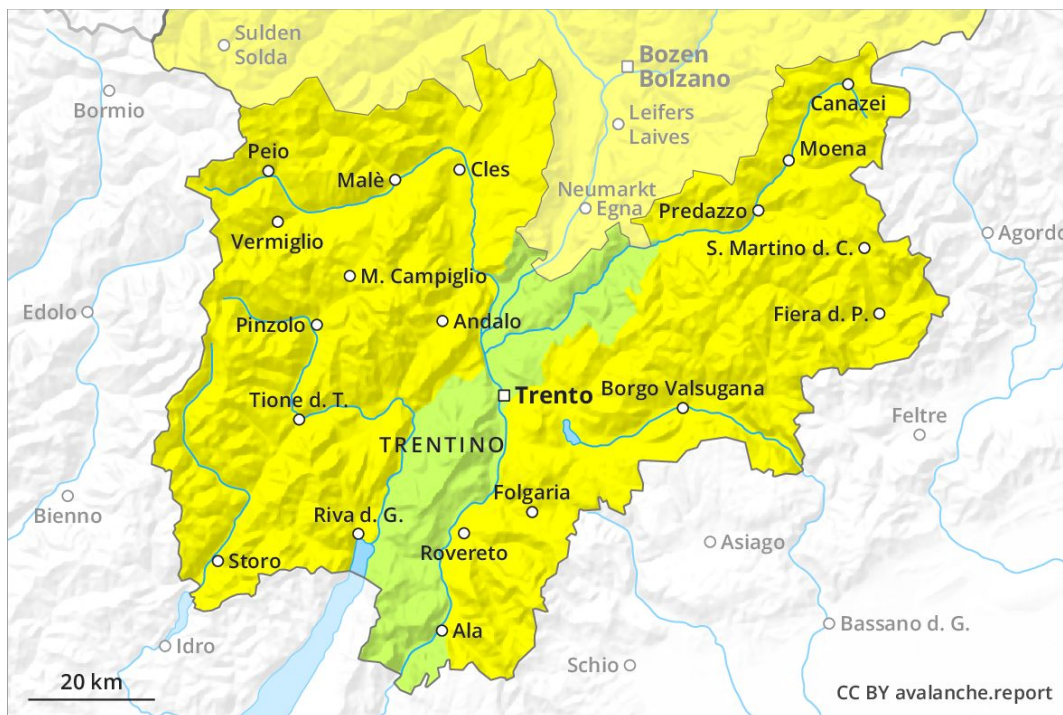 Sulden
Solda
Bozen
Bolzano
Bormio
Canazei
Leifers
Laives
Peio
Moena
Malè
Cles
Neumarkt
Egna
Predazzo
Vermiglio
S. Martino d. C.
Agordo
M. Campiglio
Edolo
Pinzolo
Andalo
Fiera d. P.
Trento
Borgo Valsugana
Tione d. T.
Feltre
TRENTINO
Bienno
Folgaria
Riva d. G.
Asiago
Rovereto
Storo
Ala
Bassano d. G.
Idro
Schio
20 km
CC BY avalanche.report